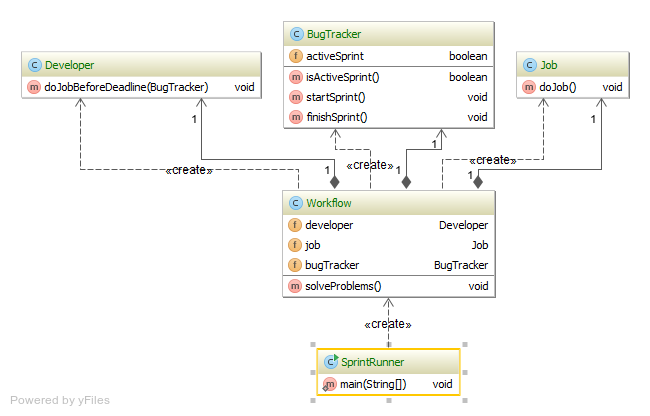 BugTracker
activeSprint boolean
isActiveSprint() boolean
startSprint() void
finishSprint() void
Developer
doJobBeforeDeadline(BugTracker) void
Job
doJob() void
1
1
1
«create»
«create»
«create»
1
1
1
Workflow
developer Developer
job Job
bugTracker BugTracker
solveProblems() void
«create»
SprintRunner
main(String[]) void
Powered by yFiles